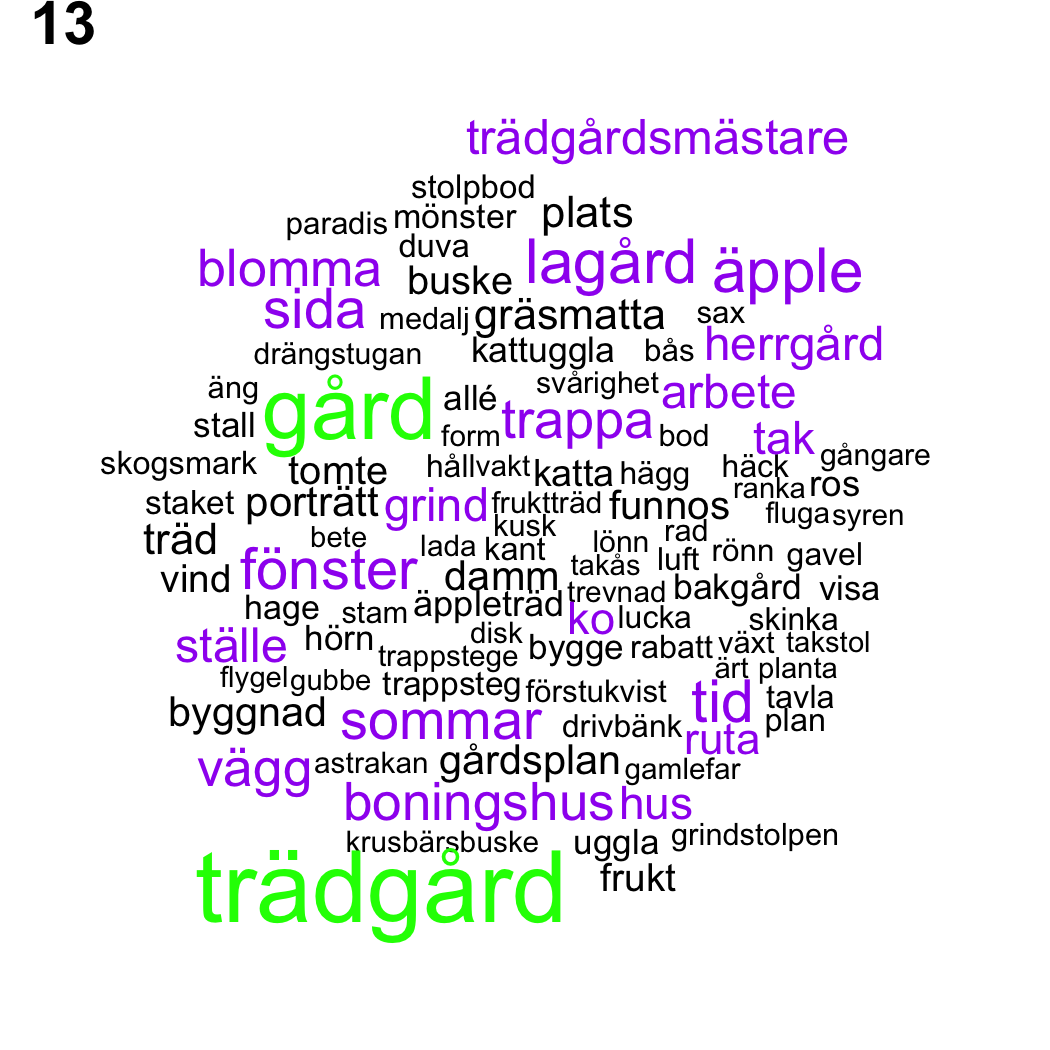 13
trädgårdsmästare
stolpbod
paradis mönster plats
duva
blomma buske lagård äpple
sida medalj gräsmatta sax
drängstugan kattuggla bås herrgård
äng svårighet arbete
gård allé trappa
stall form bod tak
skogsmark tomte hållvakt katta hägg häck gångare
staket porträtt grind fruktträd funnos ranka ros
kusk fluga syren
träd bete lada kant lönn rad
takås luft rönn gavel
vind fönster damm trevnad bakgård visa
hage stam äppleträd ko lucka skinka
ställe hörn disk
trappstege bygge rabatt växt takstol
flygel gubbe trappsteg förstukvist ärt planta
byggnad sommar drivbänk tid tavla
plan
ruta
vägg astrakan gårdsplan gamlefar
boningshus hus
krusbärsbuske uggla grindstolpen
trädgård frukt